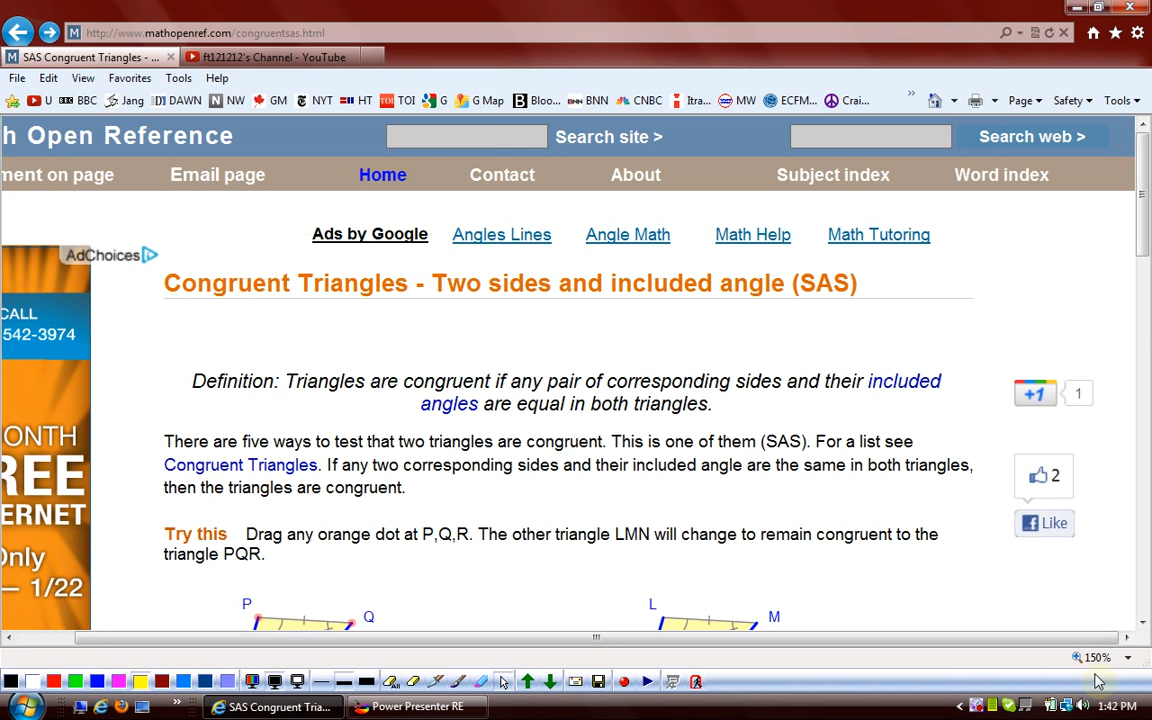 http://www.mathopenref.com/congruentsas.html
SAS Congruent Triangles - ...
ft121212's Channel - YouTube
File Edit View Favorites Tools Help
U BBC Jang DAWN NW GM NYT HT TOI G G Map Bloo... BNN CNBC Itra... MW ECFM... Crai... Page Safety Tools
h Open Reference Search site > Search web >
ment on page Email page Home Contact About Subject index Word index
Ads by Google Angles Lines Angle Math Math Help Math Tutoring
AdChoices
Congruent Triangles - Two sides and included angle (SAS)
CALL
542-3974
Definition: Triangles are congruent if any pair of corresponding sides and their included
angles are equal in both triangles.
+1 1
ONTH
REE
ERNET
Only
— 1/22
There are five ways to test that two triangles are congruent. This is one of them (SAS). For a list see
Congruent Triangles. If any two corresponding sides and their included angle are the same in both triangles,
then the triangles are congruent.
2
Like
Try this Drag any orange dot at P,Q,R. The other triangle LMN will change to remain congruent to the
triangle PQR.
P Q L M
150%
SAS Congruent Tria... Power Presenter RE 1:42 PM